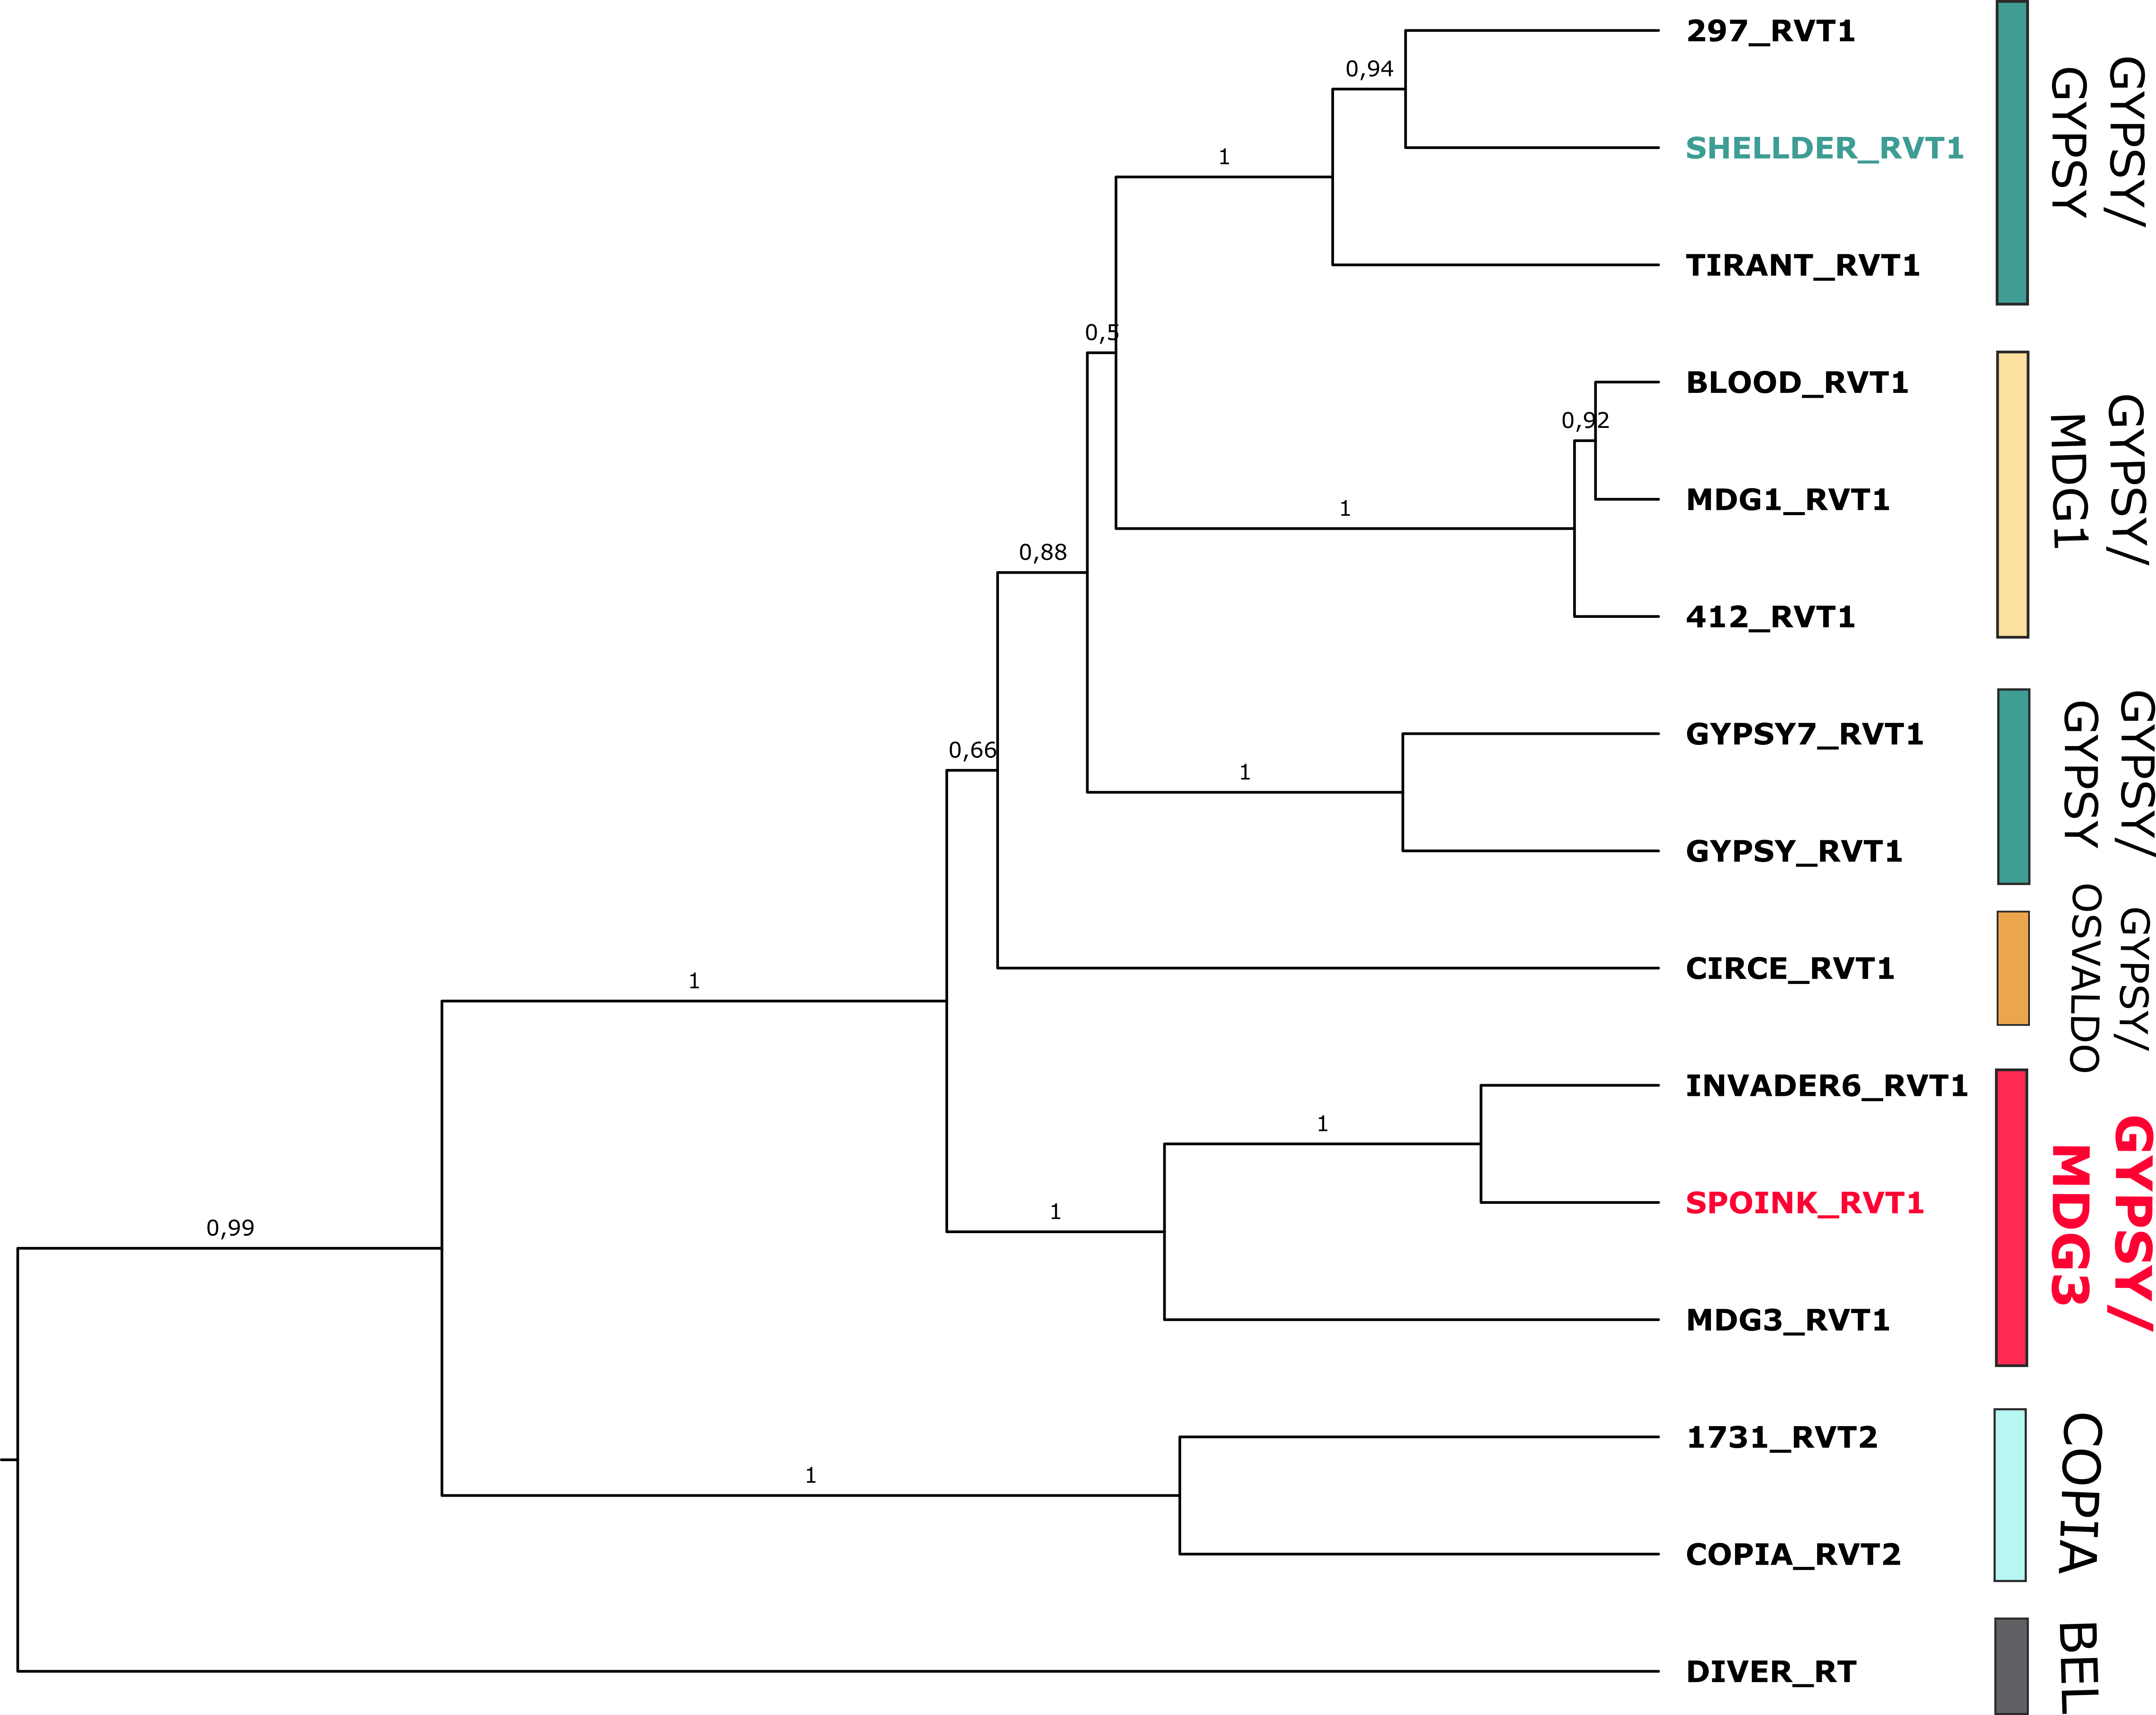 297_RVT1
0,94
SHELLDER_RVT1
1
TIRANT_RVT1
GYPSY/
GYPSY
0,5
BLOOD_RVT1
0,92
MDG1_RVT1
1
412_RVT1
GYPSY/
MDG1
0,88
GYPSY7_RVT1
0,66
1
GYPSY_RVT1
GYPSY/
GYPSY
CIRCE_RVT1
1
GYPSY/
OSVALDO
INVADER6_RVT1
1
SPOINK_RVT1
1
0,99
MDG3_RVT1
GYPSY/
MDG3
1731_RVT2
1
COPIA_RVT2
COPIA
DIVER_RT
BEL